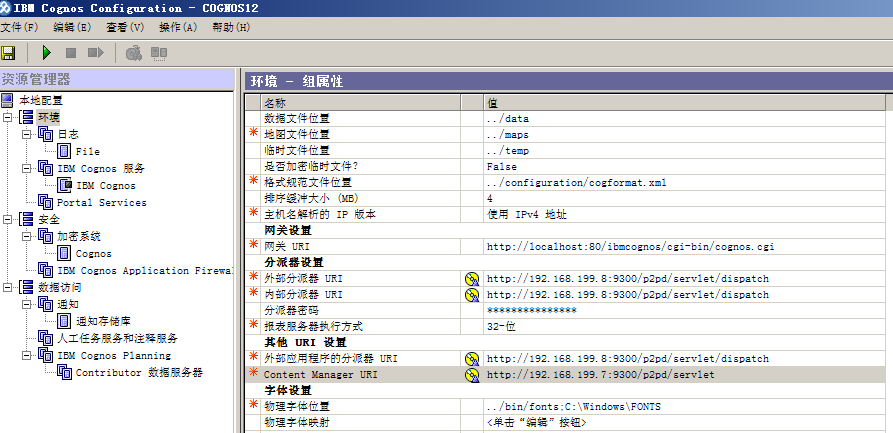 IBM Cognos Configuration - COGNOS12
文件(F) 编辑(E) 查看(V) 操作(A) 帮助(H)
资源管理器
本地配置
环境
日志
File
IBM Cognos 服务
IBM Cognos
Portal Services
安全
加密系统
Cognos
IBM Cognos Application Firewa
数据访问
通知
通知存储库
人工任务服务和注释服务
IBM Cognos Planning
Contributor 数据服务器
环境 - 组属性
名称 值
数据文件位置 ../data
* 地图文件位置 ../maps
临时文件位置 ../temp
是否加密临时文件? False
* 格式规范文件位置 ../configuration/cogformat.xml
排序缓冲大小 (MB) 4
* 主机名解析的 IP 版本 使用 IPv4 地址
网关设置
* 网关 URI http://localhost:80/ibmcognos/cgi-bin/cognos.cgi
分派器设置
* 外部分派器 URI http://192.168.199.8:9300/p2pd/servlet/dispatch
* 内部分派器 URI http://192.168.199.8:9300/p2pd/servlet/dispatch
分派器密码 ***************
* 报表服务器执行方式 32-位
其他 URI 设置
* 外部应用程序的分派器 URI http://192.168.199.8:9300/p2pd/servlet/dispatch
* Content Manager URI http://192.168.199.7:9300/p2pd/servlet
字体设置
* 物理字体位置 ../bin/fonts;C:\Windows\FONTS
物理字体映射 <单击“编辑”按钮>